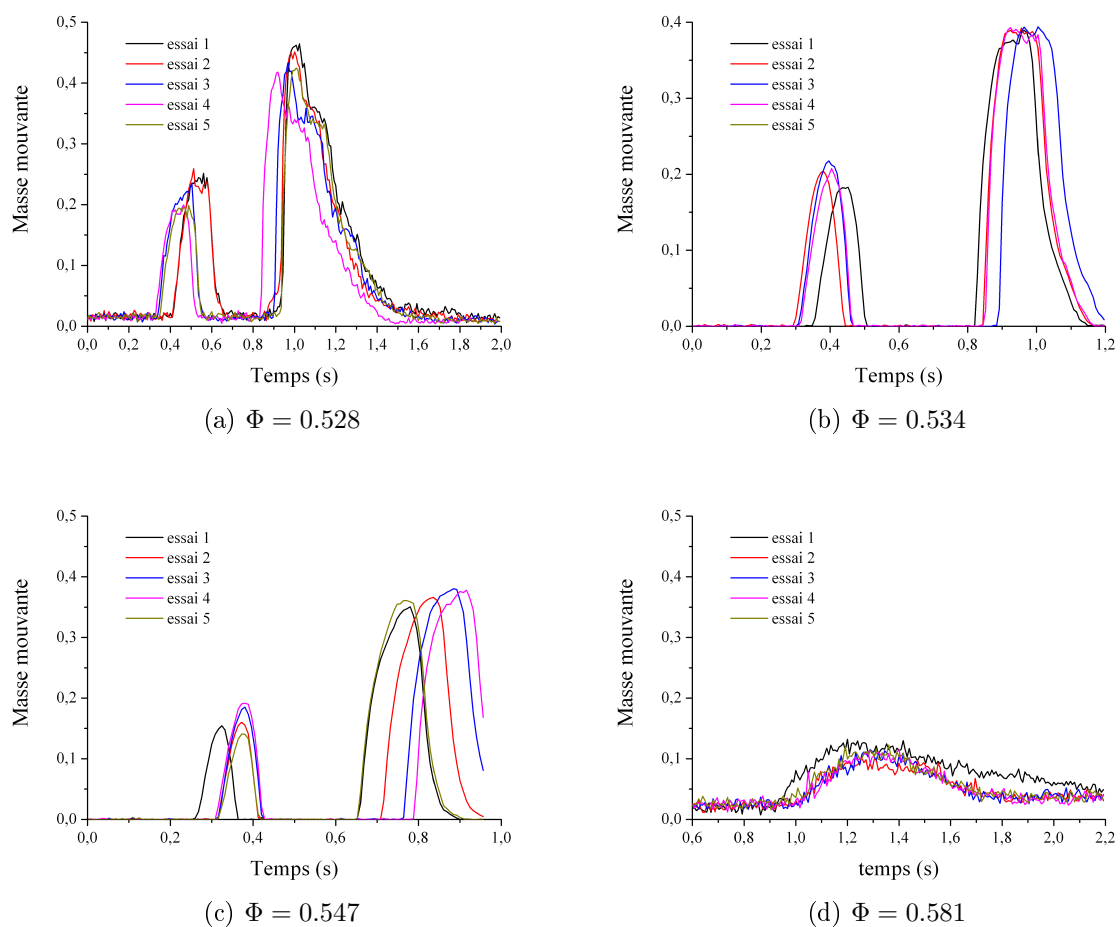 0,5
0,4
0,3
0,2
0,1
0,0
Masse mouvante
essai 1
essai 2
essai 3
essai 4
essai 5
0,0 0,2 0,4 0,6 0,8 1,0 1,2 1,4 1,6 1,8 2,0
Temps (s)
(a) Φ = 0.528
0,4
0,3
0,2
0,1
0,0
Masse mouvante
essai 1
essai 2
essai 3
essai 4
essai 5
0,0 0,2 0,4 0,6 0,8 1,0 1,2
Temps (s)
(b) Φ = 0.534
0,5
0,4
0,3
0,2
0,1
0,0
Masse mouvante
essai 1
essai 2
essai 3
essai 4
essai 5
0,0 0,2 0,4 0,6 0,8 1,0
Temps (s)
(c) Φ = 0.547
0,5
0,4
0,3
0,2
0,1
0,0
Masse mouvante
essai 1
essai 2
essai 3
essai 4
essai 5
0,6 0,8 1,0 1,2 1,4 1,6 1,8 2,0 2,2
temps (s)
(d) Φ = 0.581